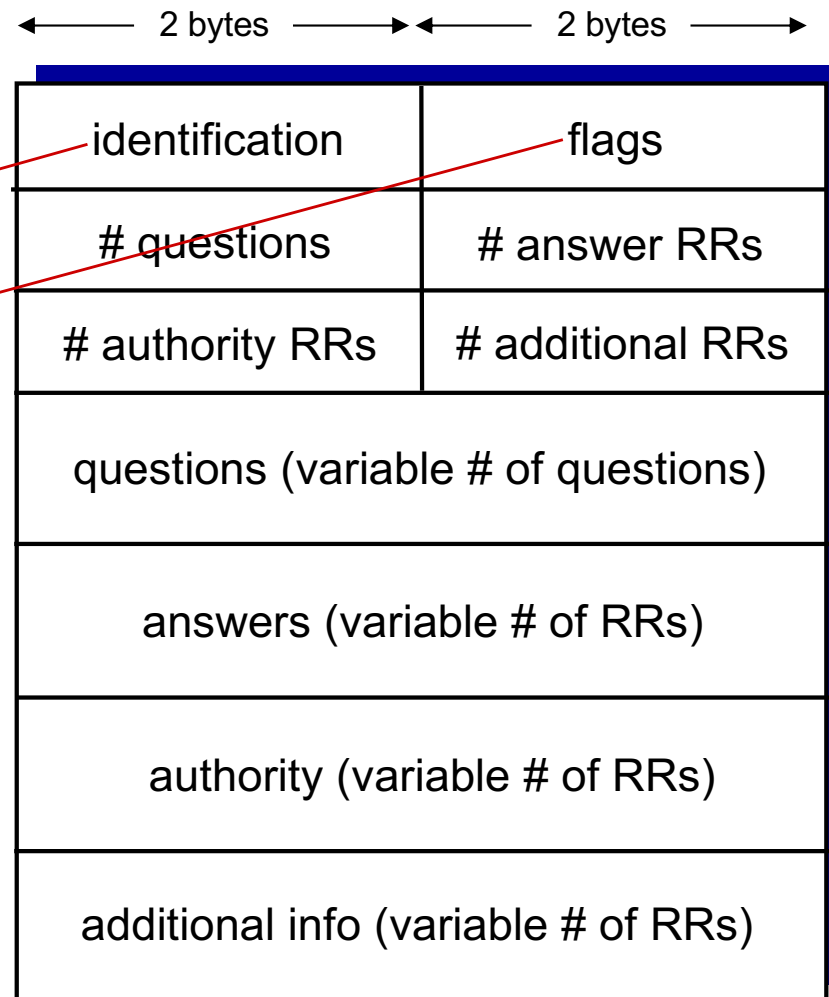 2 bytes 2 bytes
identification flags
# questions # answer RRs
# authority RRs # additional RRs
questions (variable # of questions)
answers (variable # of RRs)
authority (variable # of RRs)
additional info (variable # of RRs)